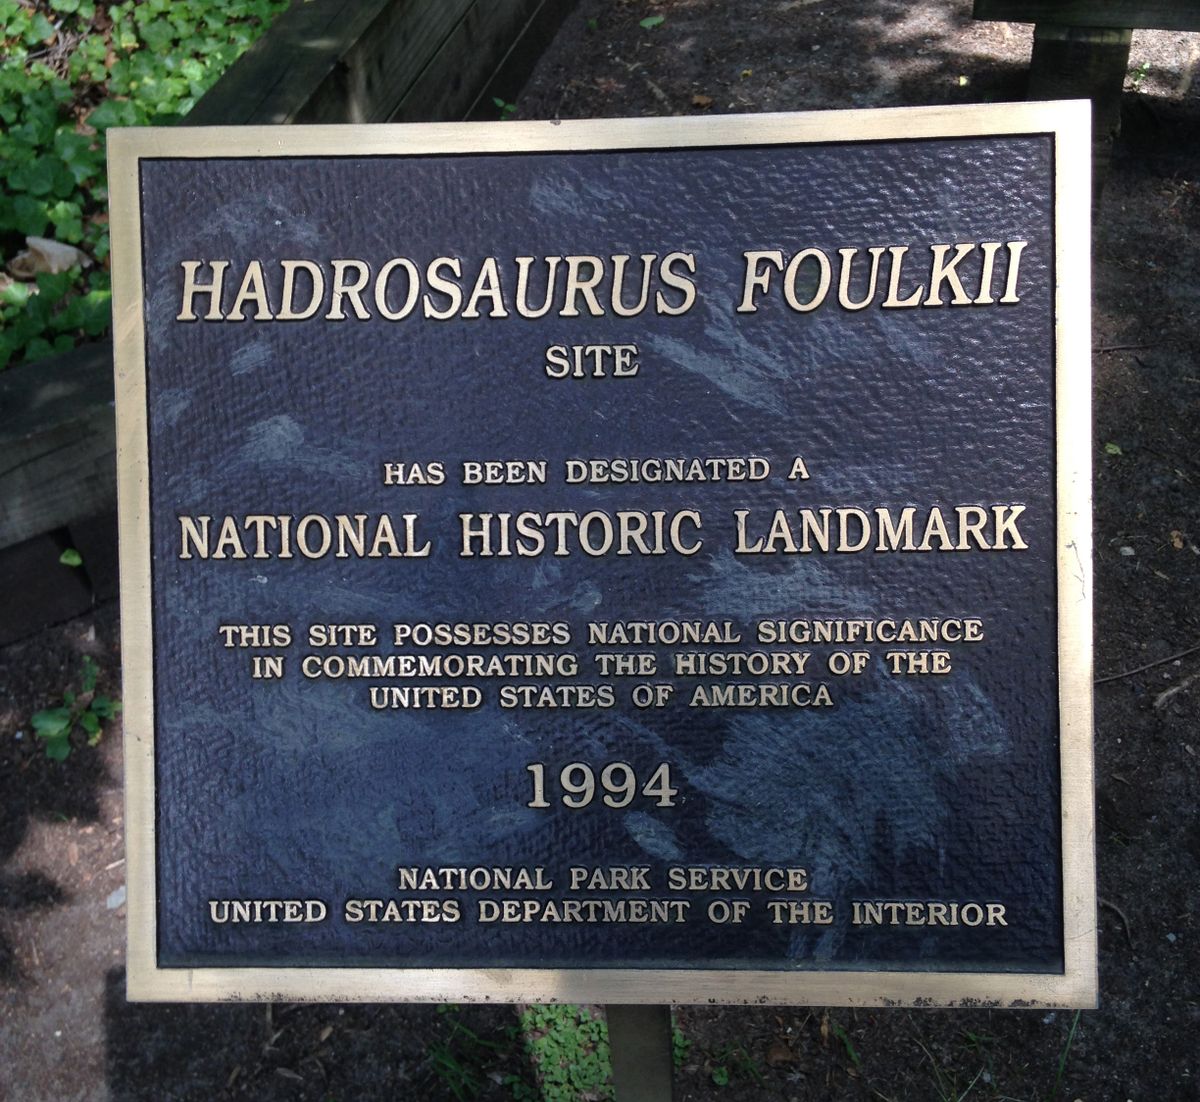 HADROSAURUS FOULKII
SITE
HAS BEEN DESIGNATED A
NATIONAL HISTORIC LANDMARK
THIS SITE POSSESSES NATIONAL SIGNIFICANCE
IN COMMEMORATING THE HISTORY OF THE
UNITED STATES OF AMERICA
1994
NATIONAL PARK SERVICE
UNITED STATES DEPARTMENT OF THE INTERIOR